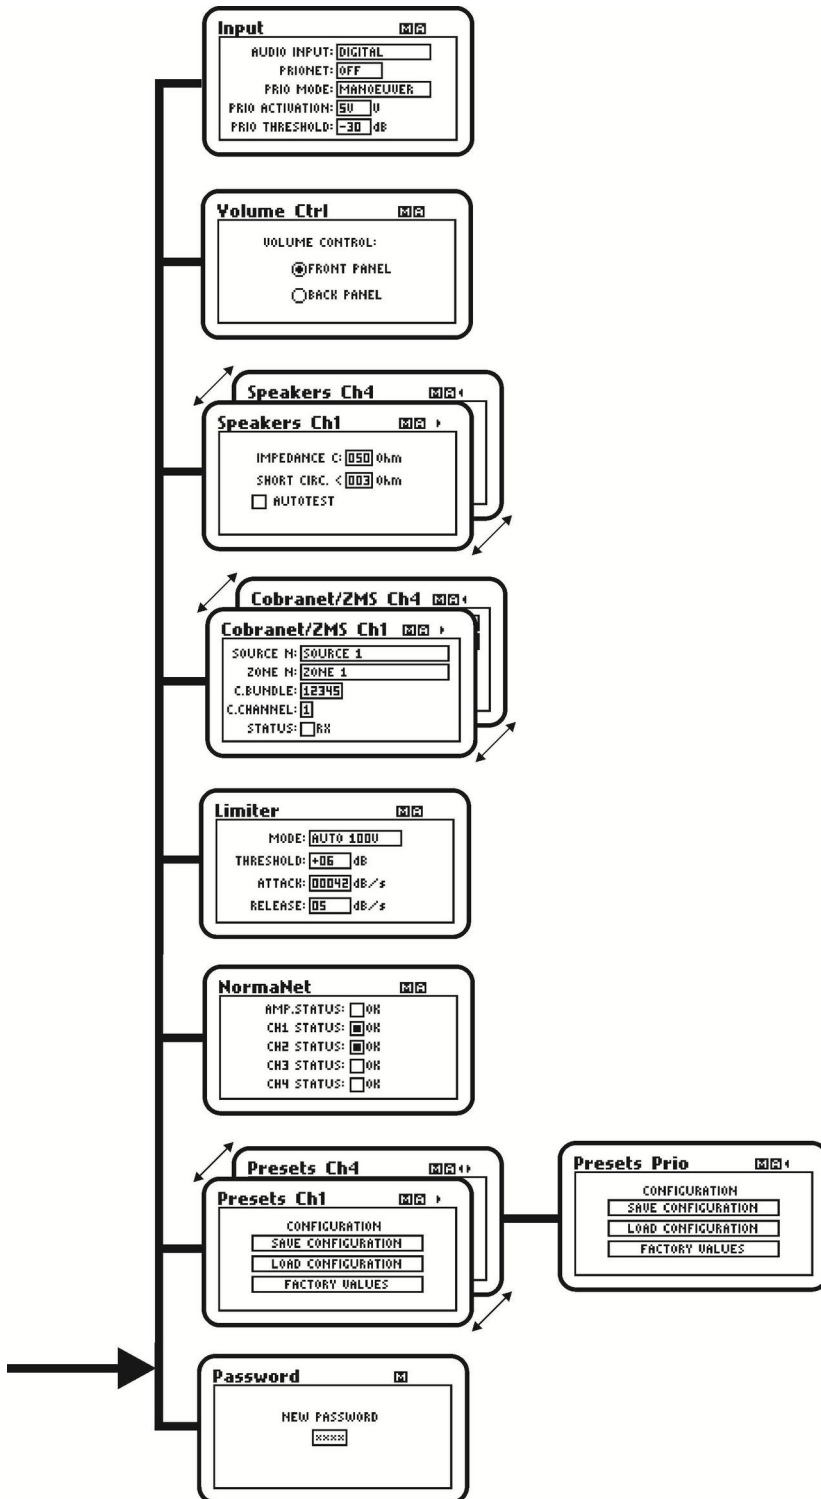 Input M A
AUDIO INPUT: DIGITAL
PRIONET: OFF
PRIO MODE: MANOEUVER
PRIO ACTIVATION: 5V V
PRIO THRESHOLD: -30 dB
Volume Ctrl M A
VOLUME CONTROL:
FRONT PANEL
BACK PANEL
Speakers Ch4 M A
Speakers Ch1 M A
IMPEDANCE C: 050 Ohm
SHORT CIRC. < 003 Ohm
AUTOTEST
Cobranet/ZMS Ch4 M A
Cobranet/ZMS Ch1 M A
SOURCE N: SOURCE 1
ZONE N: ZONE 1
C.BUNDLE: 12345
C.CHANNEL: 1
STATUS: RX
Limiter M A
MODE: AUTO 100V
THRESHOLD: +06 dB
ATTACK: 00042 dB/s
RELEASE: 05 dB/s
NormaNet M A
AMP.STATUS: OK
CH1 STATUS: OK
CH2 STATUS: OK
CH3 STATUS: OK
CH4 STATUS: OK
Presets Ch4 M A
Presets Ch1 M A
CONFIGURATION
SAVE CONFIGURATION
LOAD CONFIGURATION
FACTORY VALUES
Presets Prio M A
CONFIGURATION
SAVE CONFIGURATION
LOAD CONFIGURATION
FACTORY VALUES
Password M
NEW PASSWORD
xxxx